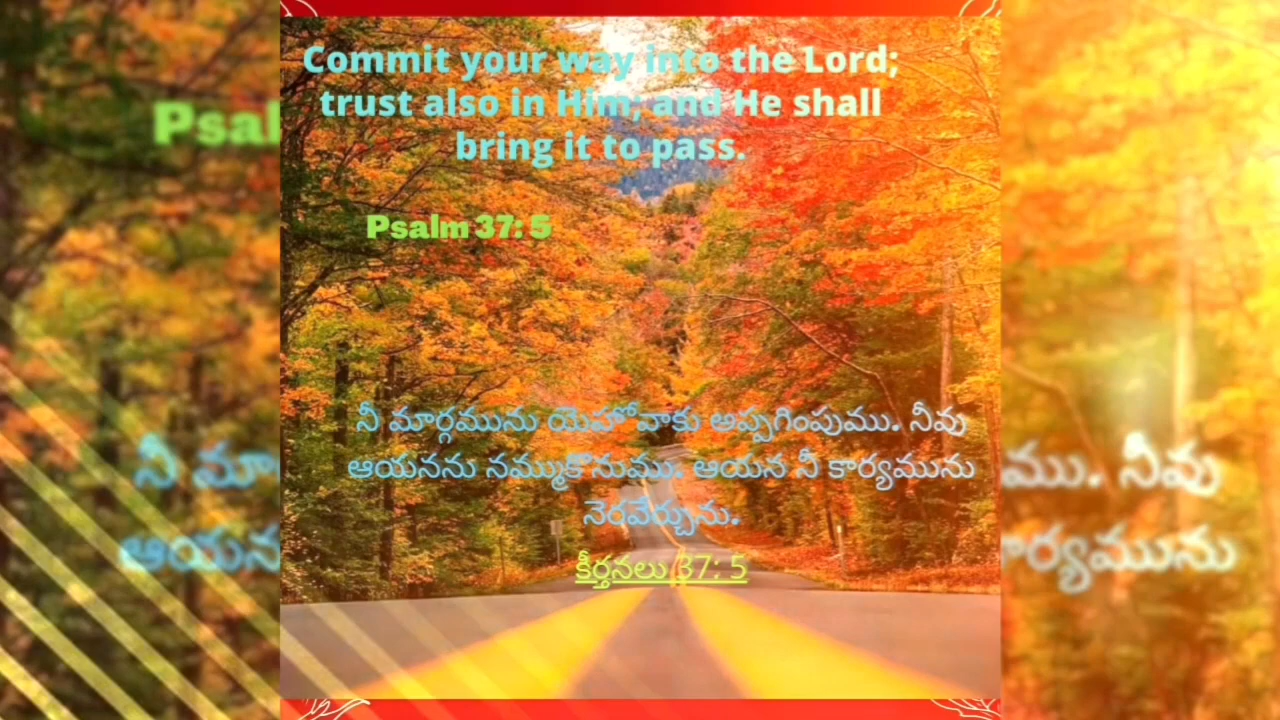 Commit your way into the Lord;
trust also in Him; and He shall
bring it to pass.
Psalm 37: 5
నీ మార్గమును యెహోవాకు అప్పగింపుము. నీవు
ఆయనను నమ్ముకొనుము. ఆయన నీ కార్యమును
నెరవేర్చును.
కీర్తనలు 37: 5